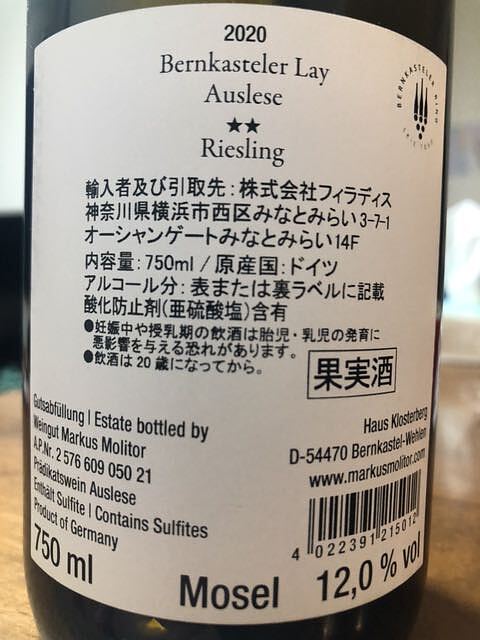 2020
Bernkasteler Lay
Auslese
★★
Riesling
BERNKASTELER RING
輸入者及び引取先：株式会社フィラディス
神奈川県横浜市西区みなとみらい3-7-1
オーシャンゲートみなとみらい14F
内容量：750ml / 原産国：ドイツ
アルコール分：表または裏ラベルに記載
酸化防止剤(亜硫酸塩)含有
●妊娠中や授乳期の飲酒は胎児・乳児の発育に
悪影響を与える恐れがあります。
●飲酒は20歳になってから。
果実酒
Gutsabfüllung | Estate bottled by
Weingut Markus Molitor
A.P.Nr. 2 576 609 050 21
Prädikatswein Auslese
Enthält Sulfite | Contains Sulfites
Product of Germany
Haus Klosterberg
D-54470 Bernkastel-Wehlen
www.markusmolitor.com
4 022391 215012
750 ml
Mosel
12,0 % vol